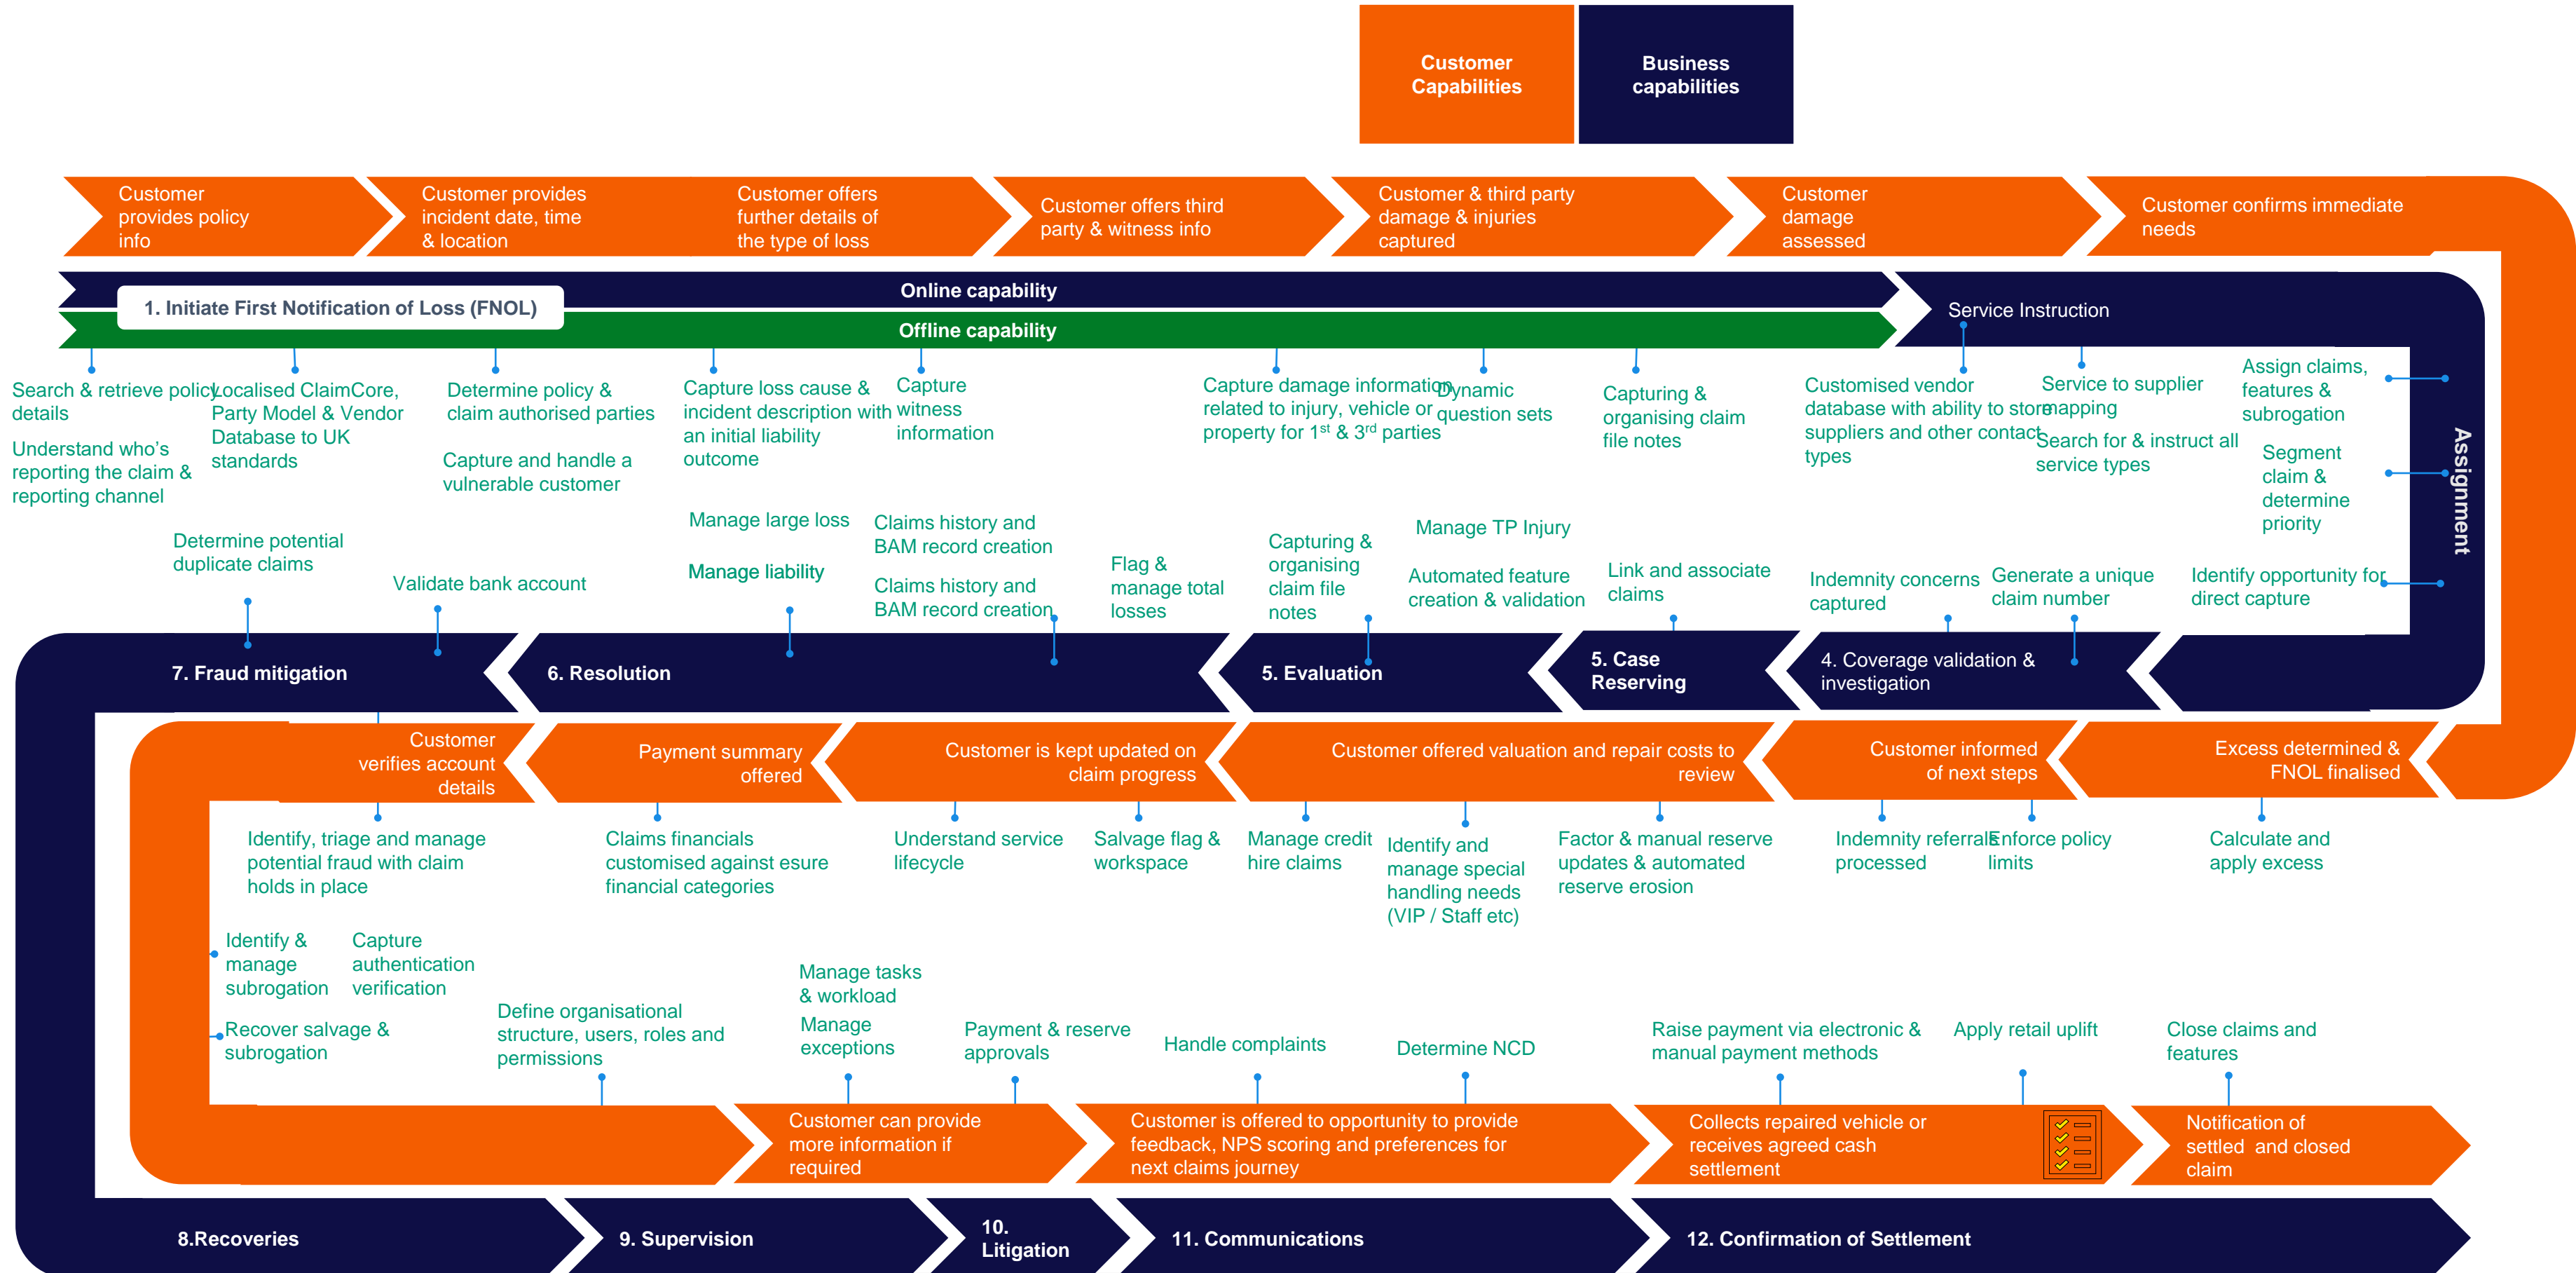 Customer
Capabilities
Business
capabilities
Customer
provides policy
info
Customer provides
incident date, time
& location
Customer offers
further details of
the type of loss
Customer offers third
party & witness info
Customer & third party
damage & injuries
captured
Customer
damage
assessed
Customer confirms immediate
needs
Online capability
1. Initiate First Notification of Loss (FNOL)
Offline capability
Service Instruction
Assignment
Search & retrieve policy
details
Understand who's
reporting the claim &
reporting channel
Localised ClaimCore,
Party Model & Vendor
Database to UK
standards
Determine policy &
claim authorised parties
Capture and handle a
vulnerable customer
Capture loss cause &
incident description with
an initial liability
outcome
Capture
witness
information
Capture damage information
related to injury, vehicle or
property for 1st & 3rd parties
Dynamic
question sets
Capturing &
organising claim
file notes
Customised vendor
database with ability to store
suppliers and other contact
types
Service to supplier
mapping
Search for & instruct all
service types
Assign claims,
features &
subrogation
Segment
claim &
determine
priority
Determine potential
duplicate claims
Validate bank account
Manage large loss
Manage liability
Claims history and
BAM record creation
Claims history and
BAM record creation
Flag &
manage total
losses
Capturing &
organising
claim file
notes
Manage TP Injury
Automated feature
creation & validation
Link and associate
claims
Indemnity concerns
captured
Generate a unique
claim number
Identify opportunity for
direct capture
7. Fraud mitigation
6. Resolution
5. Evaluation
5. Case
Reserving
4. Coverage validation &
investigation
Customer
verifies account
details
Payment summary
offered
Customer is kept updated on
claim progress
Customer offered valuation and repair costs to
review
Customer informed
of next steps
Excess determined &
FNOL finalised
Identify, triage and manage
potential fraud with claim
holds in place
Claims financials
customised against esure
financial categories
Understand service
lifecycle
Salvage flag &
workspace
Manage credit
hire claims
Identify and
manage special
handling needs
(VIP / Staff etc)
Factor & manual reserve
updates & automated
reserve erosion
Indemnity referrals
processed
Enforce policy
limits
Calculate and
apply excess
Identify &
manage
subrogation
Capture
authentication
verification
Recover salvage &
subrogation
Define organisational
structure, users, roles and
permissions
Manage tasks
& workload
Manage
exceptions
Payment & reserve
approvals
Handle complaints
Determine NCD
Raise payment via electronic &
manual payment methods
Apply retail uplift
Close claims and
features
Customer can provide
more information if
required
Customer is offered to opportunity to provide
feedback, NPS scoring and preferences for
next claims journey
Collects repaired vehicle or
receives agreed cash
settlement
Notification of
settled and closed
claim
8.Recoveries
9. Supervision
10.
Litigation
11. Communications
12. Confirmation of Settlement